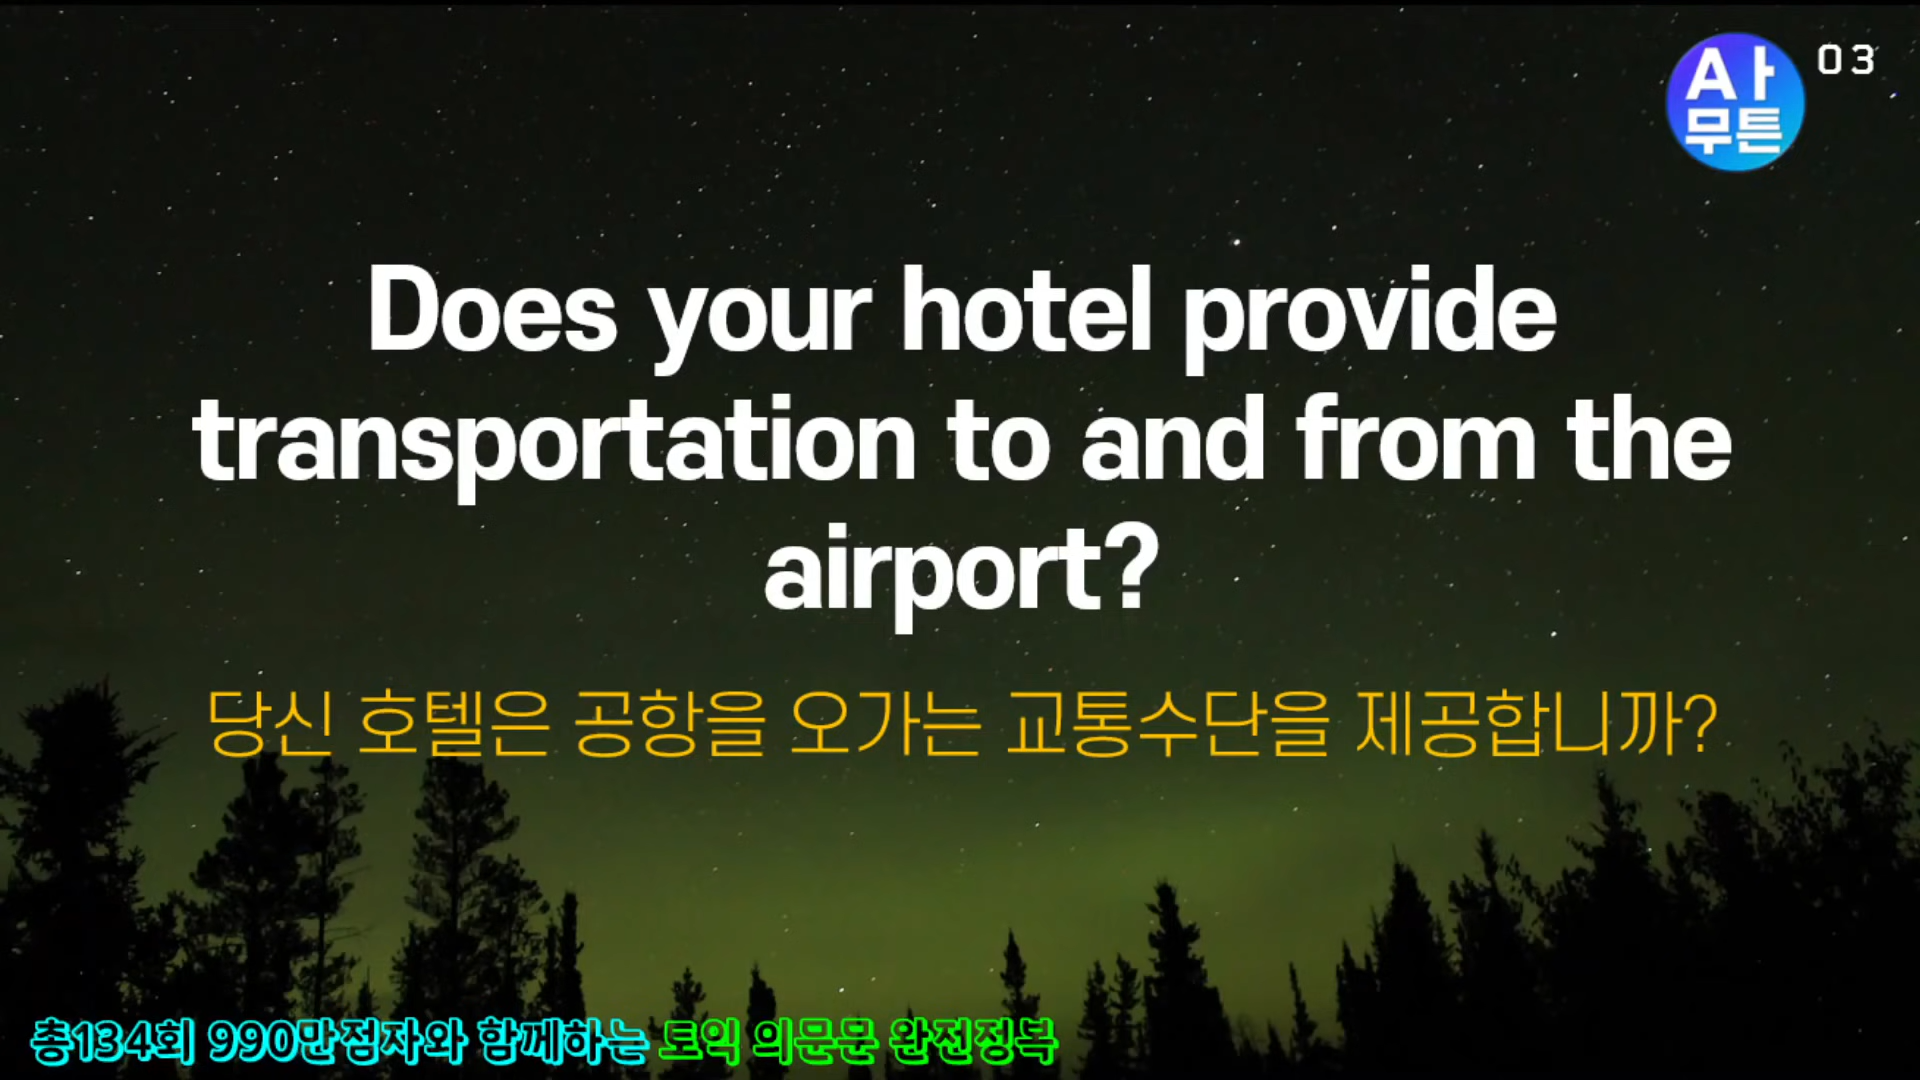 사
무튼
03
Does your hotel provide
transportation to and from the
airport?
당신 호텔은 공항을 오가는 교통수단을 제공합니까?
총134회 990만점자와 함께하는 토익 의문문 완전정복